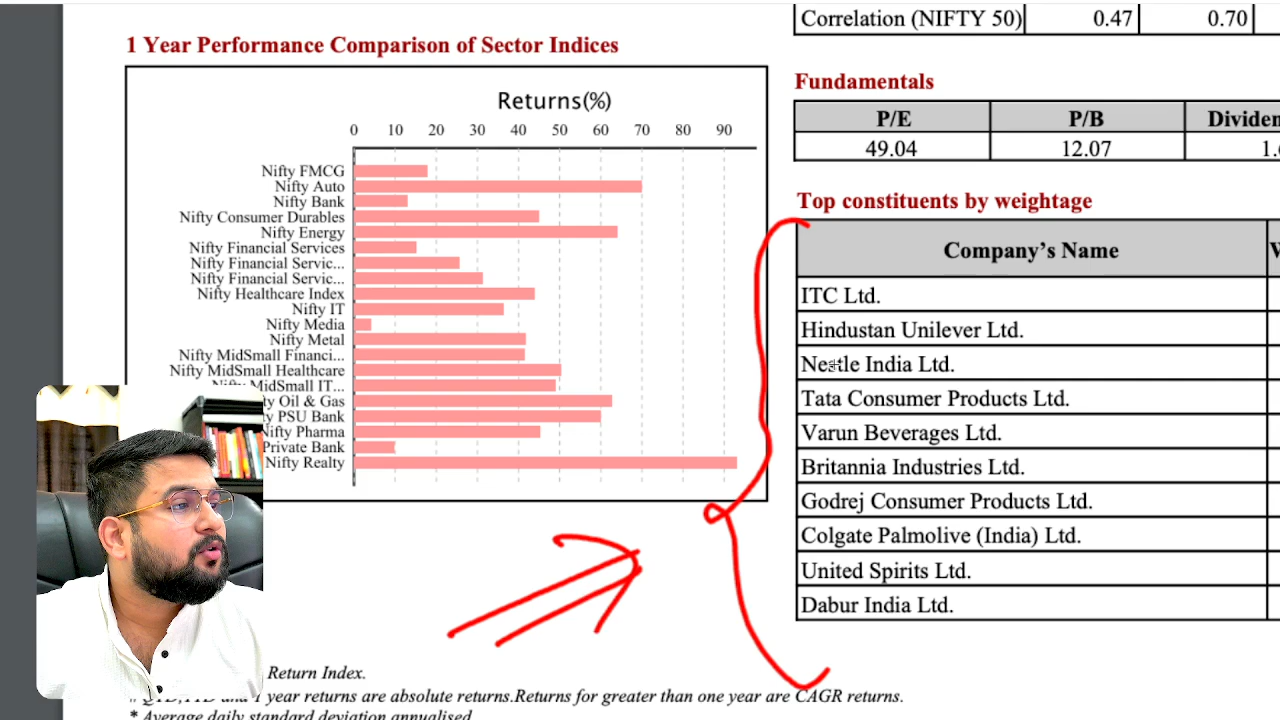 Correlation (NIFTY 50) 0.47 0.70
1 Year Performance Comparison of Sector Indices
Returns(%)
0 10 20 30 40 50 60 70 80 90
Nifty FMCG
Nifty Auto
Nifty Bank
Nifty Consumer Durables
Nifty Energy
Nifty Financial Services
Nifty Financial Servic...
Nifty Financial Servic...
Nifty Healthcare Index
Nifty IT
Nifty Media
Nifty Metal
Nifty MidSmall Financi...
Nifty MidSmall Healthcare
Nifty MidSmall IT...
Oil & Gas
PSU Bank
Nifty Pharma
Private Bank
Nifty Realty
Fundamentals
P/E P/B
49.04 12.07
Top constituents by weightage
Company's Name
ITC Ltd.
Hindustan Unilever Ltd.
Nestle India Ltd.
Tata Consumer Products Ltd.
Varun Beverages Ltd.
Britannia Industries Ltd.
Godrej Consumer Products Ltd.
Colgate Palmolive (India) Ltd.
United Spirits Ltd.
Dabur India Ltd.
Return Index.
year returns are absolute returns.Returns for greater than one year are CAGR returns.
* Average daily standard deviation annualised